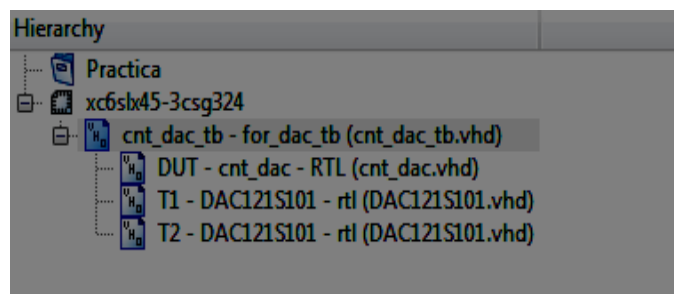 Hierarchy
Practica
xc6slx45-3csg324
cnt_dac_tb - for_dac_tb (cnt_dac_tb.vhd)
DUT - cnt_dac - RTL (cnt_dac.vhd)
T1 - DAC121S101 - rtl (DAC121S101.vhd)
T2 - DAC121S101 - rtl (DAC121S101.vhd)